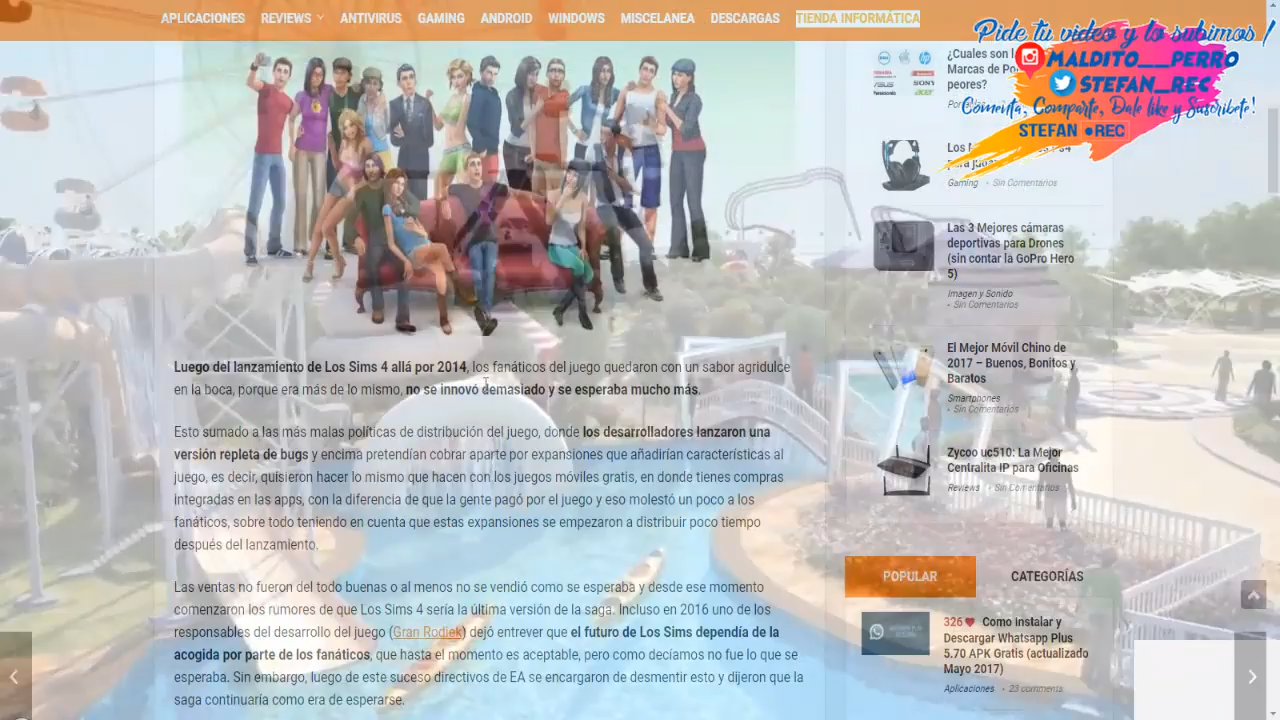 APLICACIONES REVIEWS ANTIVIRUS GAMING ANDROID WINDOWS MISCELANEA DESCARGAS TIENDA INFORMÁTICA
Pide tu video y lo subimos !
MALDITO__PERRO
STEFAN_REC
Comenta, Comparte, Dale like y Suscribete!
STEFAN REC
Luego del lanzamiento de Los Sims 4 allá por 2014, los fanáticos del juego quedaron con un sabor agridulce
en la boca, porque era más de lo mismo, no se innovó demasiado y se esperaba mucho más.
Esto sumado a las más malas políticas de distribución del juego, donde los desarrolladores lanzaron una
versión repleta de bugs y encima pretendían cobrar aparte por expansiones que añadirían características al
juego, es decir, quisieron hacer lo mismo que hacen con los juegos móviles gratis, en donde tienes compras
integradas en las apps, con la diferencia de que la gente pagó por el juego y eso molestó un poco a los
fanáticos, sobre todo teniendo en cuenta que estas expansiones se empezaron a distribuir poco tiempo
después del lanzamiento.
Las ventas no fueron del todo buenas o al menos no se vendió como se esperaba y desde ese momento
comenzaron los rumores de que Los Sims 4 sería la última versión de la saga. Incluso en 2016 uno de los
responsables del desarrollo del juego (Gran Rodiek) dejó entrever que el futuro de Los Sims dependía de la
acogida por parte de los fanáticos, que hasta el momento es aceptable, pero como decíamos no fue lo que se
esperaba. Sin embargo, luego de este suceso directivos de EA se encargaron de desmentir esto y dijeron que la
saga continuaría como era de esperarse.
¿Cuales son
Marcas de
peores?
Los
para
Gaming Sin Comentarios
Las 3 Mejores cámaras
deportivas para Drones
(sin contar la GoPro Hero
5)
Imagen y Sonido
Sin Comentarios
El Mejor Móvil Chino de
2017 – Buenos, Bonitos y
Baratos
Smartphones
Sin Comentarios
Zycoo uc510: La Mejor
Centralita IP para Oficinas
Reviews Sin Comentarios
POPULAR CATEGORÍAS
326 Como Instalar y
Descargar Whatsapp Plus
5.70 APK Gratis (actualizado
Mayo 2017)
Aplicaciones 23 comments